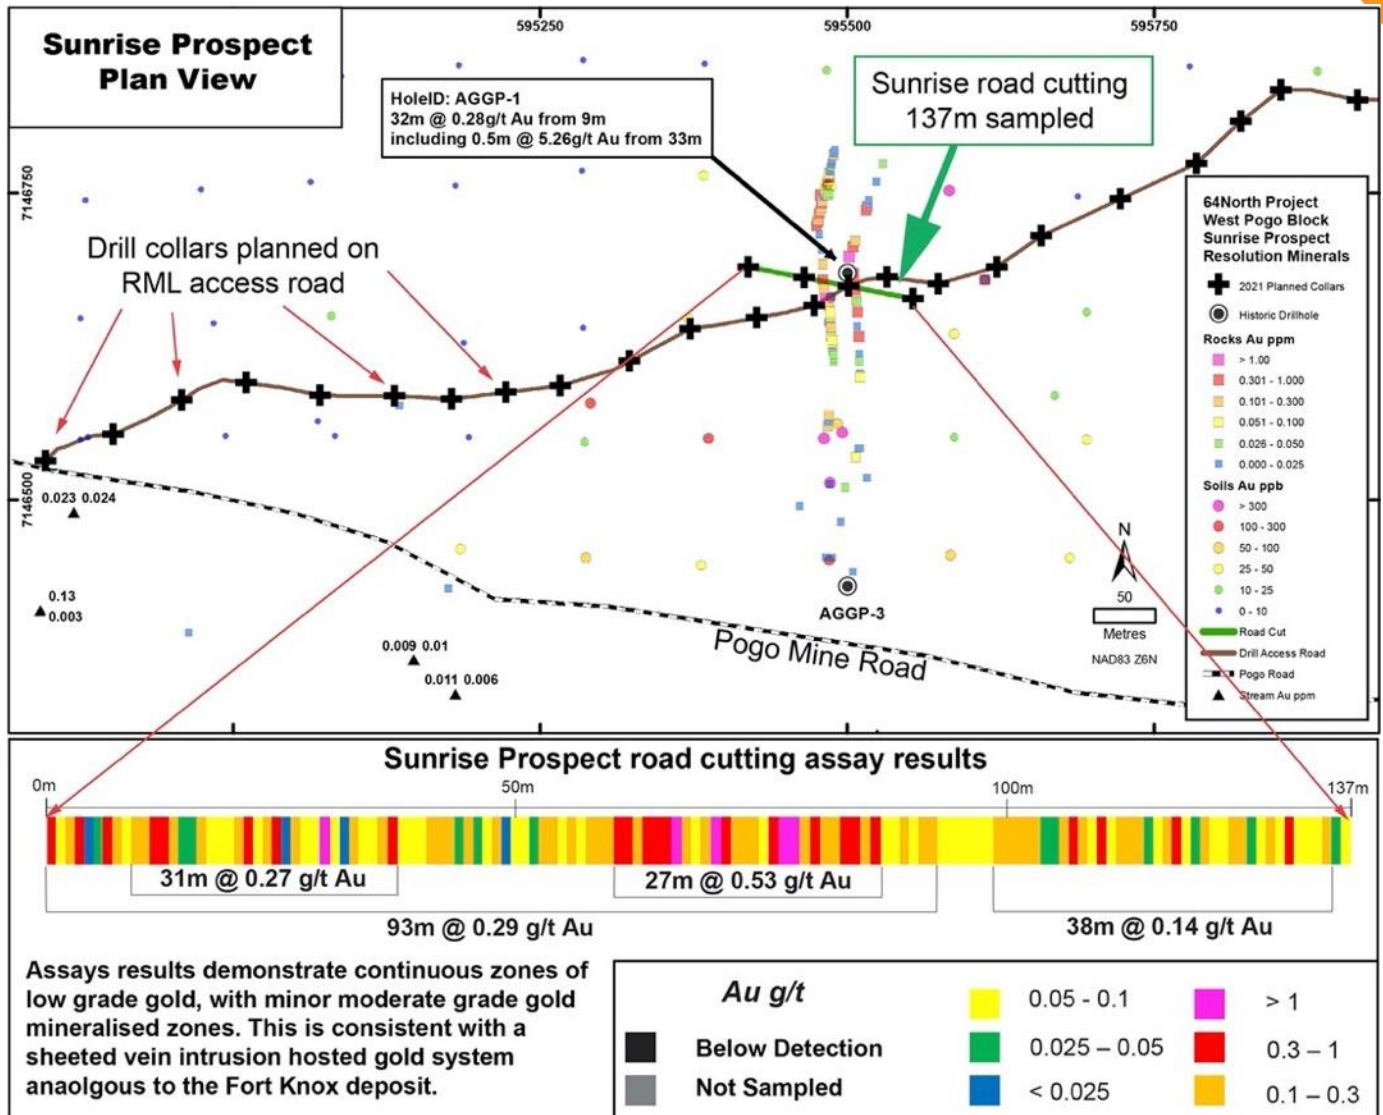 Sunrise Prospect
Plan View
595250
595500
595750
7146750
7146500
HoleID: AGGP-1
32m @ 0.28g/t Au from 9m
including 0.5m @ 5.26g/t Au from 33m
Sunrise road cutting
137m sampled
Drill collars planned on
RML access road
0.023 0.024
0.13
0.003
0.009 0.01
0.011 0.006
AGGP-3
Pogo Mine Road
N
50
Metres
NAD83 Z6N
64North Project
West Pogo Block
Sunrise Prospect
Resolution Minerals
2021 Planned Collars
Historic Drillhole
Rocks Au ppm
> 1.00
0.301 - 1.000
0.101 - 0.300
0.051 - 0.100
0.026 - 0.050
0.000 - 0.025
Soils Au ppb
> 300
100 - 300
50 - 100
25 - 50
10 - 25
0 - 10
Road Cut
Drill Access Road
Pogo Road
Stream Au ppm
Sunrise Prospect road cutting assay results
0m
50m
100m
137m
31m @ 0.27 g/t Au
27m @ 0.53 g/t Au
93m @ 0.29 g/t Au
38m @ 0.14 g/t Au
Assays results demonstrate continuous zones of
low grade gold, with minor moderate grade gold
mineralised zones. This is consistent with a
sheeted vein intrusion hosted gold system
anaolgous to the Fort Knox deposit.
Au g/t
Below Detection
Not Sampled
0.05 - 0.1
0.025 – 0.05
< 0.025
> 1
0.3 – 1
0.1 – 0.3